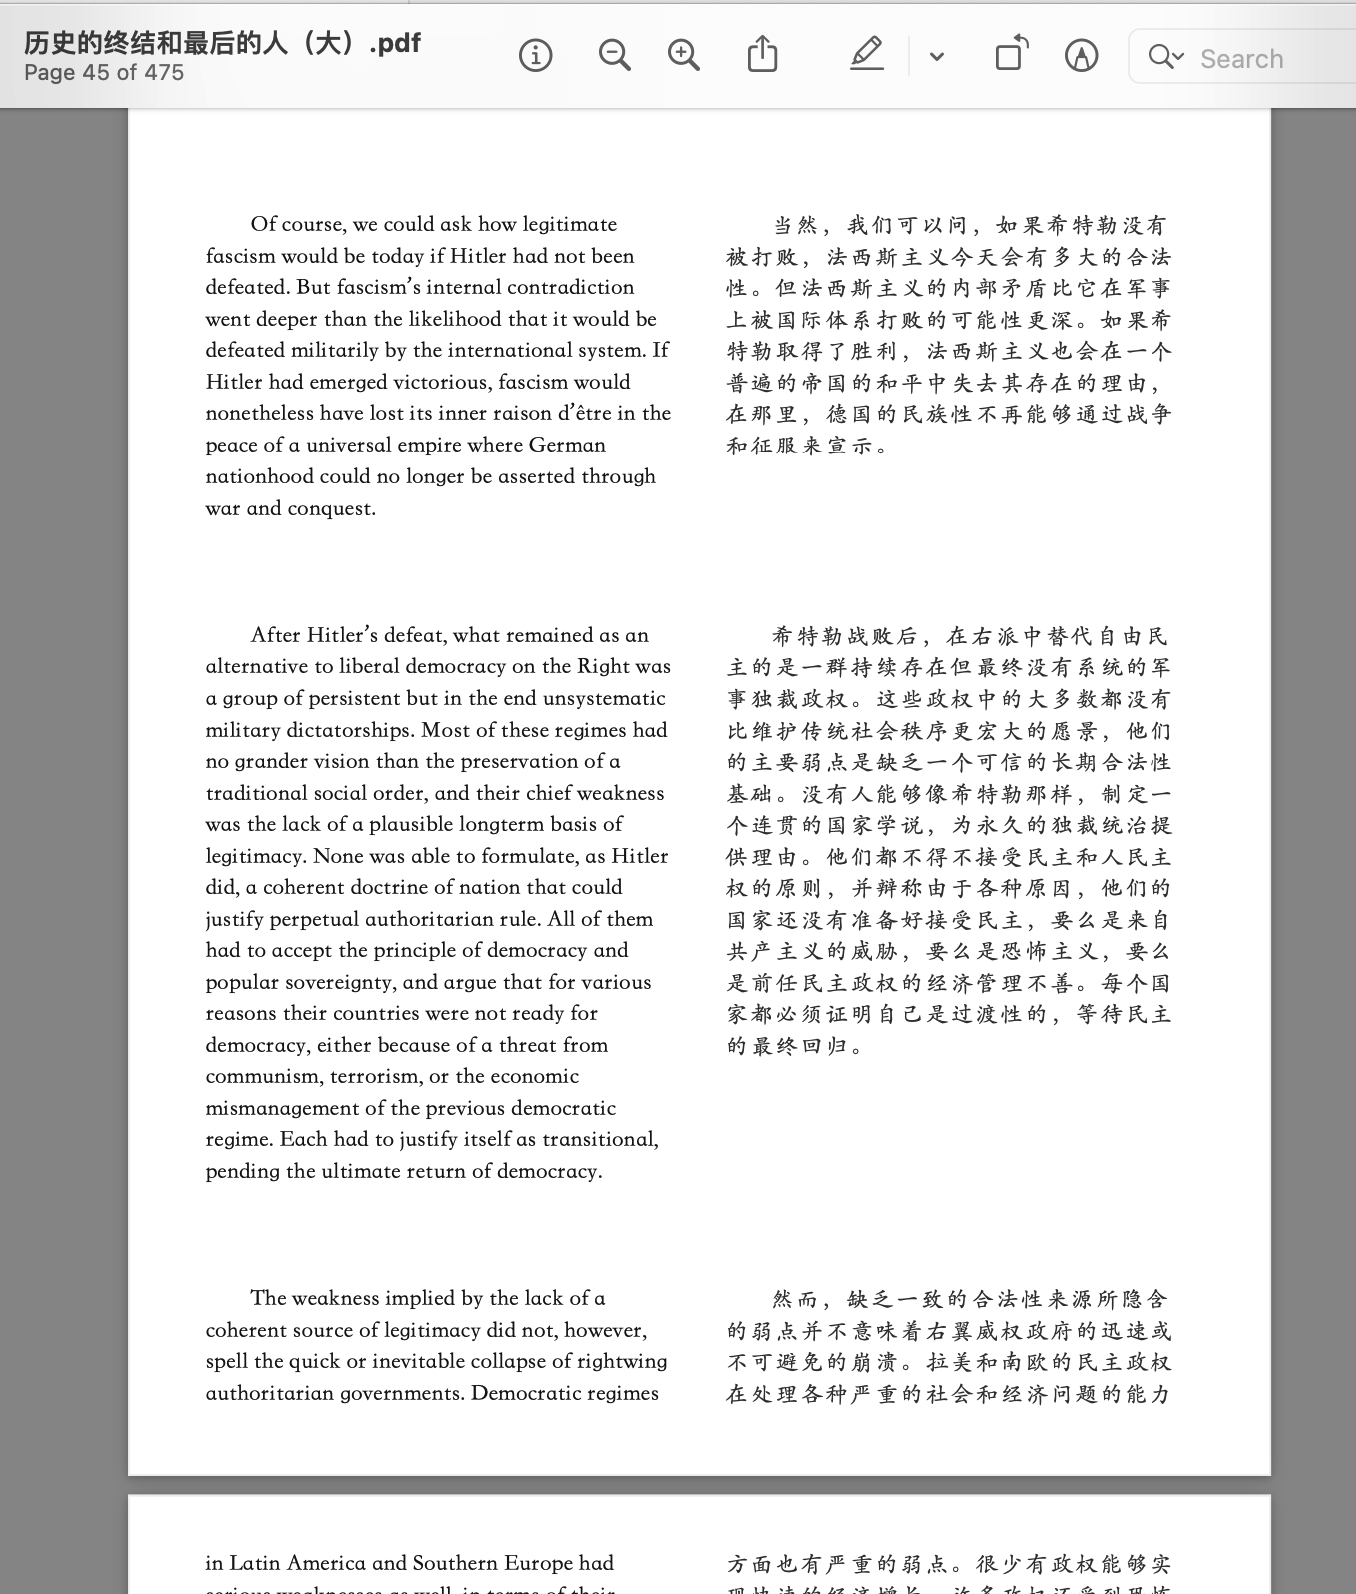 历史的终结和最后的人（大）.pdf
Page 45 of 475
Search
Of course, we could ask how legitimate
fascism would be today if Hitler had not been
defeated. But fascism’s internal contradiction
went deeper than the likelihood that it would be
defeated militarily by the international system. If
Hitler had emerged victorious, fascism would
nonetheless have lost its inner raison d’être in the
peace of a universal empire where German
nationhood could no longer be asserted through
war and conquest.
当然，我们可以问，如果希特勒没有
被打败，法西斯主义今天会有多大的合法
性。但法西斯主义的内部矛盾比它在军事
上被国际体系打败的可能性更深。如果希
特勒取得了胜利，法西斯主义也会在一个
普遍的帝国的和平中失去其存在的理由，
在那里，德国的民族性不再能够通过战争
和征服来宣示。
After Hitler’s defeat, what remained as an
alternative to liberal democracy on the Right was
a group of persistent but in the end unsystematic
military dictatorships. Most of these regimes had
no grander vision than the preservation of a
traditional social order, and their chief weakness
was the lack of a plausible longterm basis of
legitimacy. None was able to formulate, as Hitler
did, a coherent doctrine of nation that could
justify perpetual authoritarian rule. All of them
had to accept the principle of democracy and
popular sovereignty, and argue that for various
reasons their countries were not ready for
democracy, either because of a threat from
communism, terrorism, or the economic
mismanagement of the previous democratic
regime. Each had to justify itself as transitional,
pending the ultimate return of democracy.
希特勒战败后，在右派中替代自由民
主的是一群持续存在但最终没有系统的军
事独裁政权。这些政权中的大多数都没有
比维护传统社会秩序更宏大的愿景，他们
的主要弱点是缺乏一个可信的长期合法性
基础。没有人能够像希特勒那样，制定一
个连贯的国家学说，为永久的独裁统治提
供理由。他们都不得不接受民主和人民主
权的原则，并辩称由于各种原因，他们的
国家还没有准备好接受民主，要么是来自
共产主义的威胁，要么是恐怖主义，要么
是前任民主政权的经济管理不善。每个国
家都必须证明自己是过渡性的，等待民主
的最终回归。
The weakness implied by the lack of a
coherent source of legitimacy did not, however,
spell the quick or inevitable collapse of rightwing
authoritarian governments. Democratic regimes
然而，缺乏一致的合法性来源所隐含
的弱点并不意味着右翼威权政府的迅速或
不可避免的崩溃。拉美和南欧的民主政权
在处理各种严重的社会和经济问题的能力
in Latin America and Southern Europe had
方面也有严重的弱点。很少有政权能够实